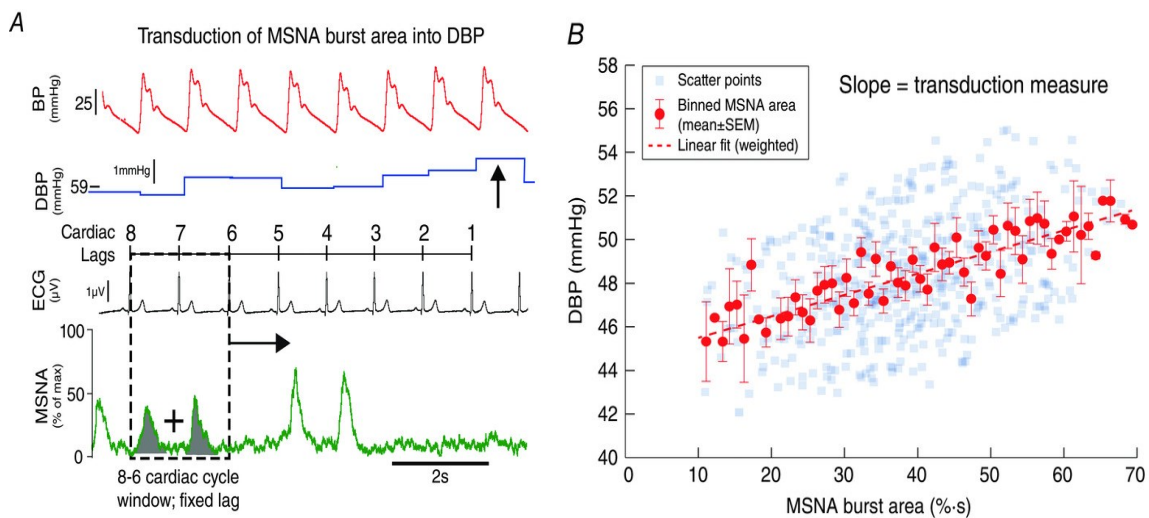 A
Transduction of MSNA burst area into DBP
BP
(mmHg)
25
1mmHg
DBP
(mmHg)
59
Cardiac
Lags
8 7 6 5 4 3 2 1
ECG
(µV)
1µV
MSNA
(% of max)
100
50
0
+
2s
8-6 cardiac cycle
window; fixed lag
B
Slope = transduction measure
Scatter points
Binned MSNA area
(mean±SEM)
Linear fit (weighted)
DBP (mmHg)
58
56
54
52
50
48
46
44
42
40
0 10 20 30 40 50 60 70
MSNA burst area (%·s)